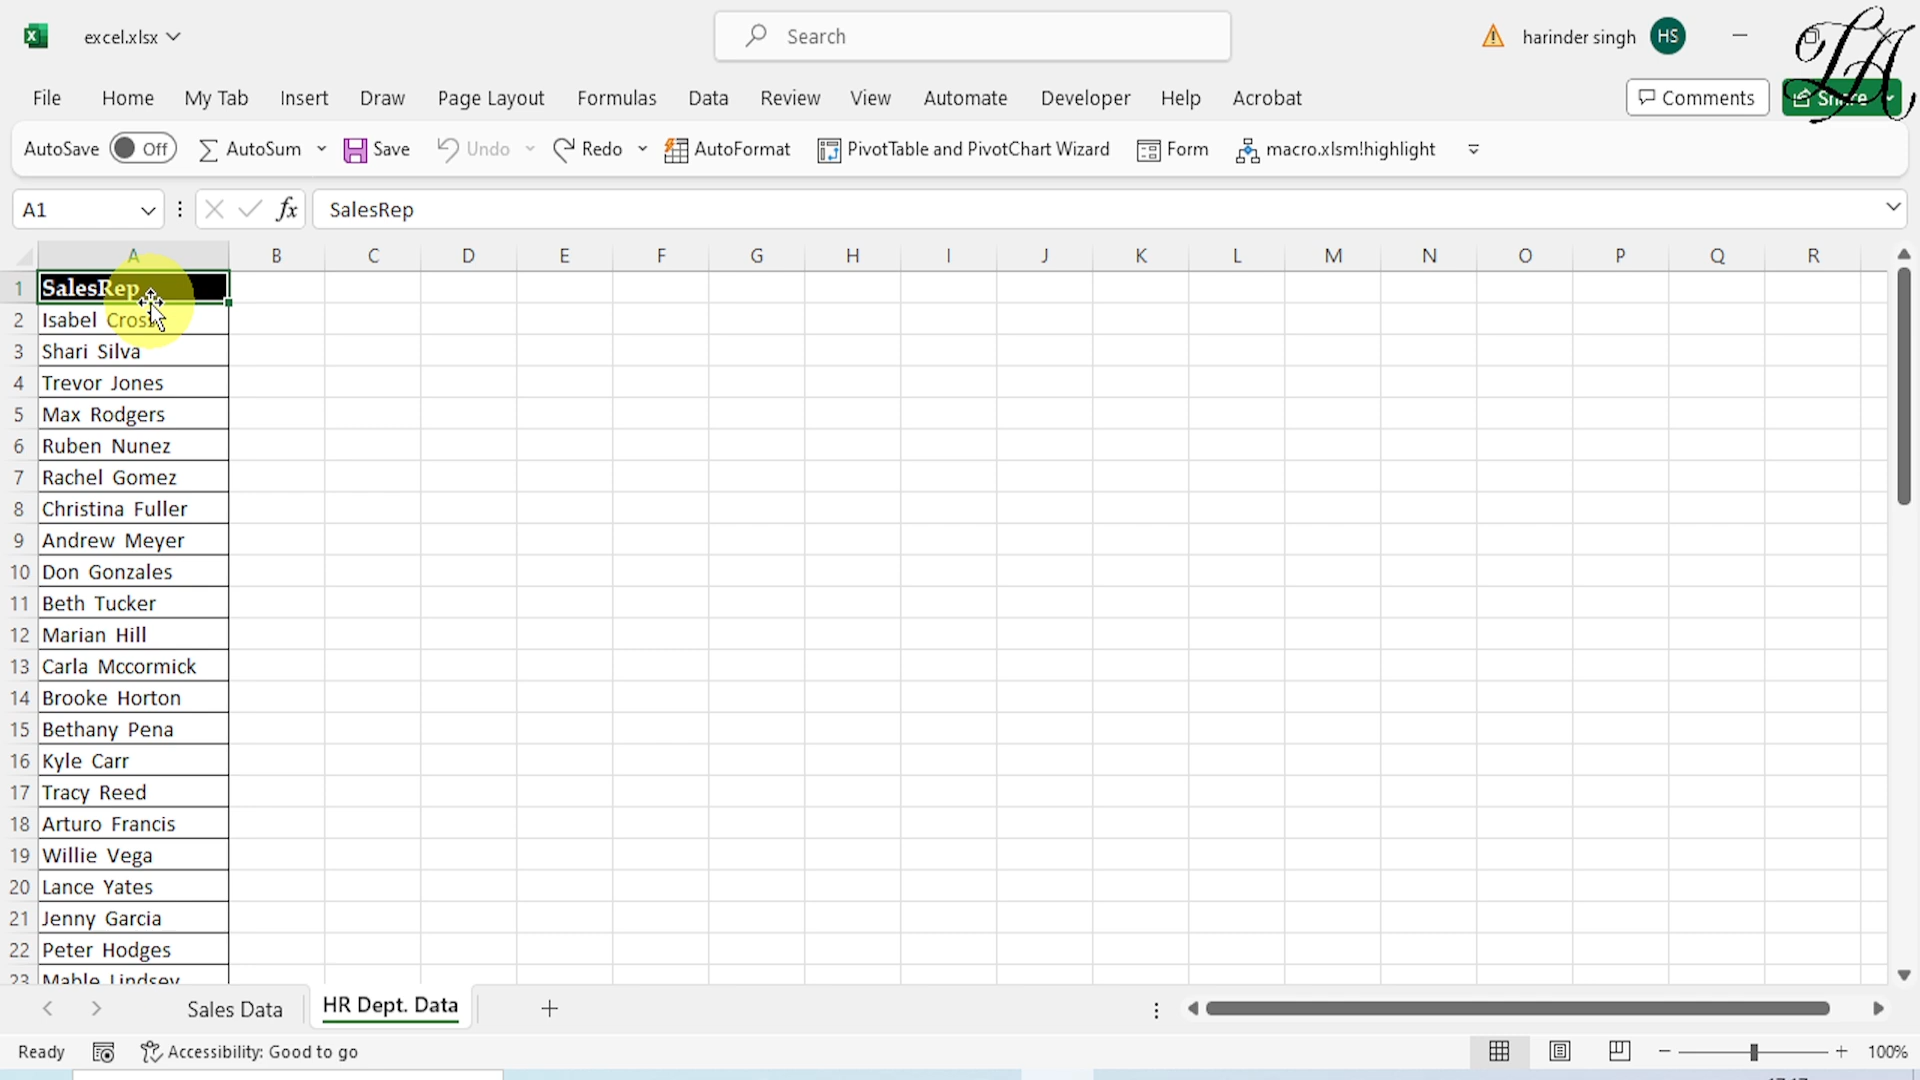 excel.xlsx
Search
harinder singh
HS
File Home My Tab Insert Draw Page Layout Formulas Data Review View Automate Developer Help Acrobat
Comments
LA
AutoSave Off AutoSum Save Undo Redo AutoFormat PivotTable and PivotChart Wizard Form macro.xlsm!highlight
A1 fx SalesRep
A B C D E F G H I J K L M N O P Q R
1 SalesRep
2 Isabel
3 Shari Silva
4 Trevor Jones
5 Max Rodgers
6 Ruben Nunez
7 Rachel Gomez
8 Christina Fuller
9 Andrew Meyer
10 Don Gonzales
11 Beth Tucker
12 Marian Hill
13 Carla Mccormick
14 Brooke Horton
15 Bethany Pena
16 Kyle Carr
17 Tracy Reed
18 Arturo Francis
19 Willie Vega
20 Lance Yates
21 Jenny Garcia
22 Peter Hodges
23 Mable Lindsey
Sales Data HR Dept. Data
Ready Accessibility: Good to go 100%